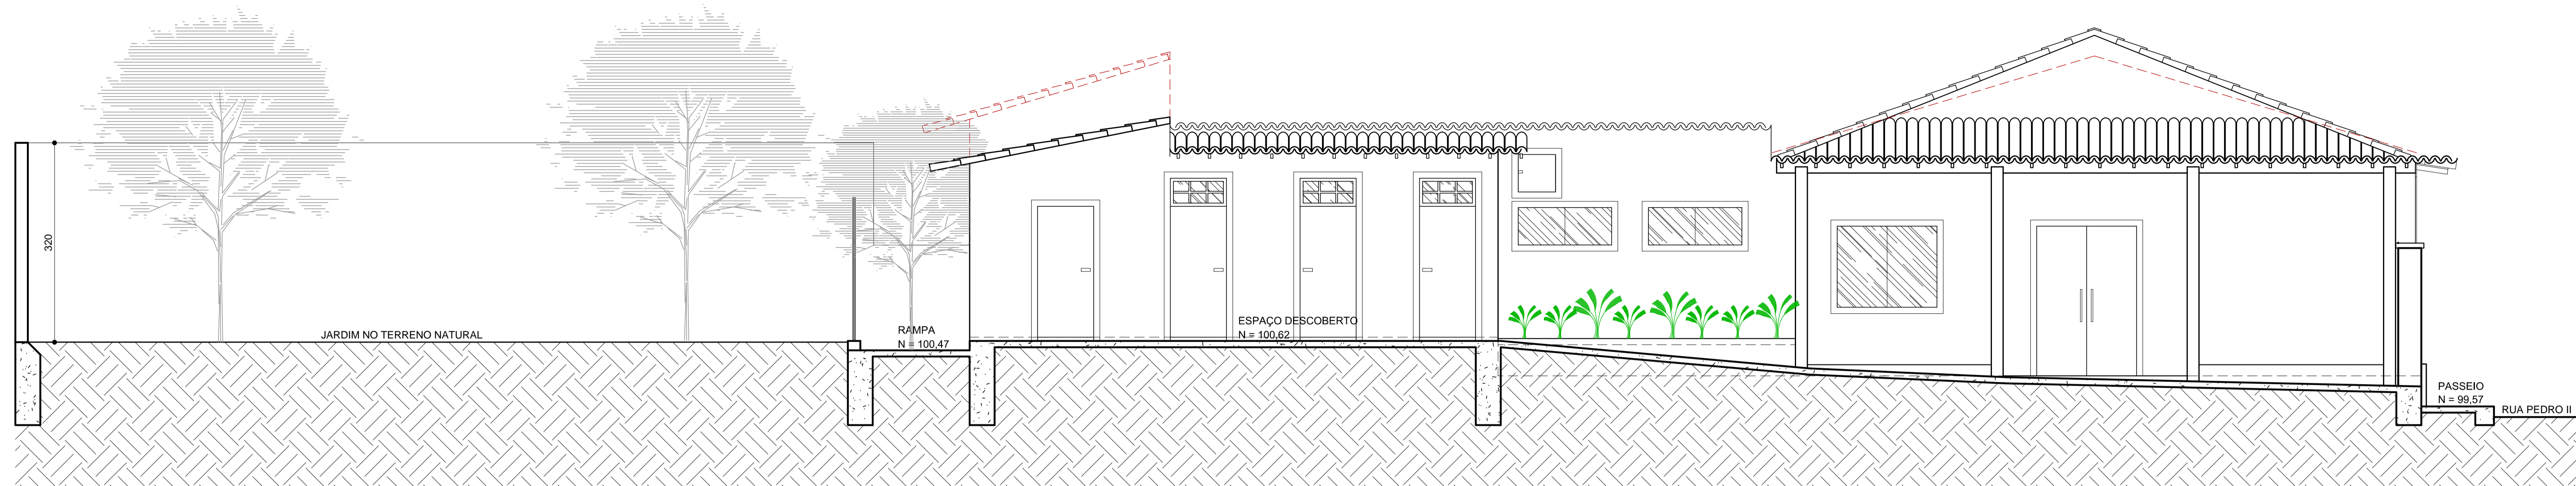 320
JARDIM NO TERRENO NATURAL
RAMPA
N = 100,47
ESPAÇO DESCOBERTO
N = 100,62
PASSEIO
N = 99,57
RUA PEDRO II